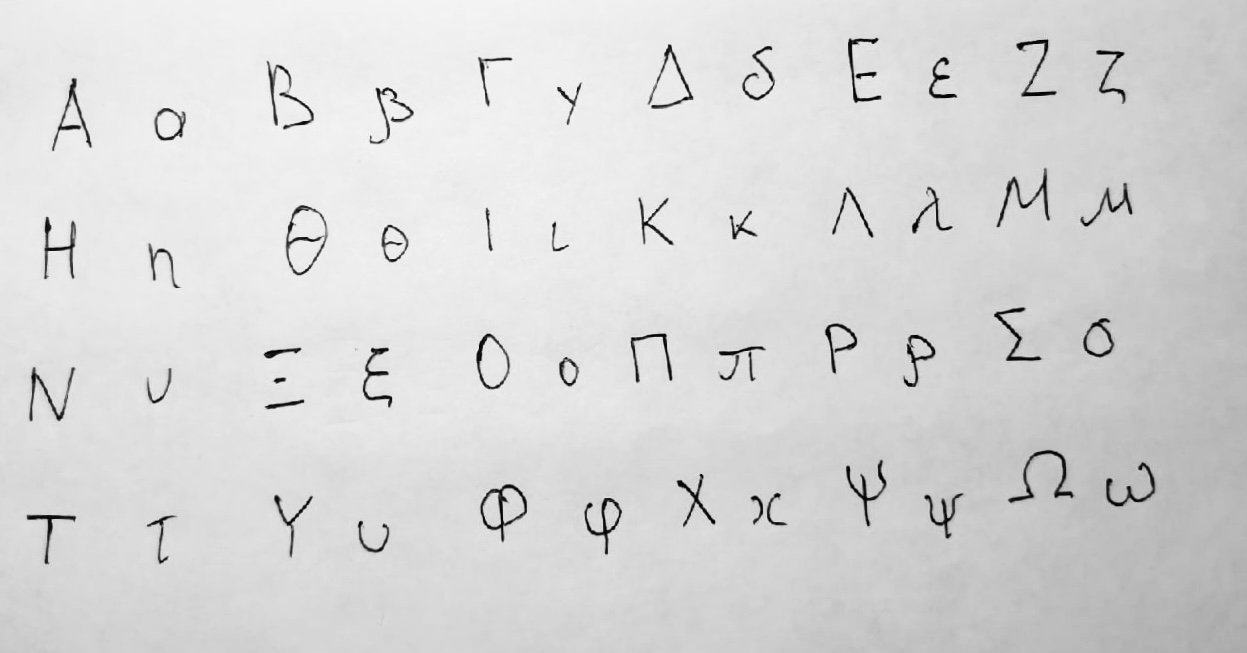 Α α Β β Γ γ Δ δ Ε ε Ζ ζ
Η η Θ θ Ι ι Κ κ Λ λ Μ μ
Ν ν Ξ ξ Ο ο Π π Ρ ρ Σ σ
Τ τ Υ υ Φ φ Χ χ Ψ ψ Ω ω